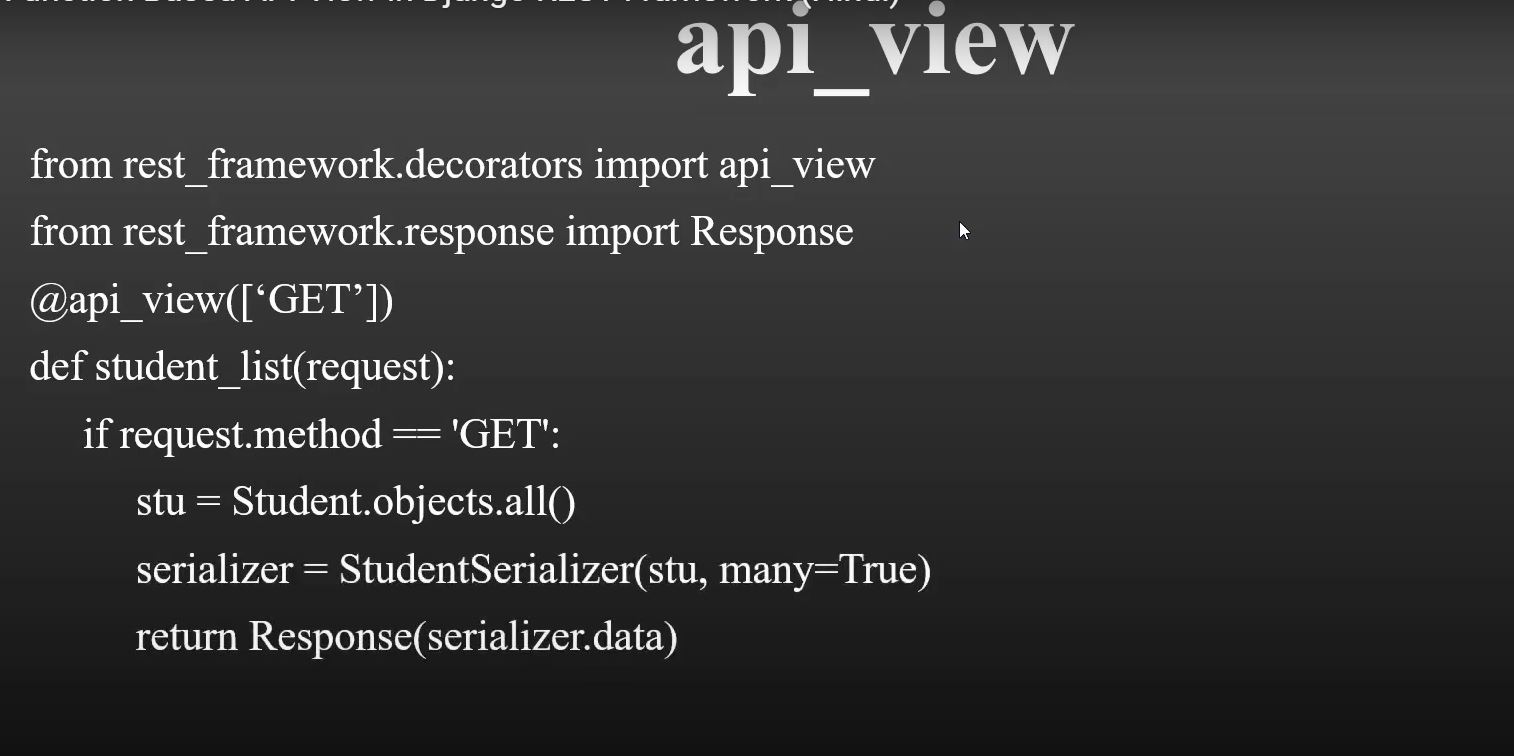 api_view
from rest_framework.decorators import api_view
from rest_framework.response import Response
@api_view([‘GET’])
def student_list(request):
if request.method == 'GET':
stu = Student.objects.all()
serializer = StudentSerializer(stu, many=True)
return Response(serializer.data)